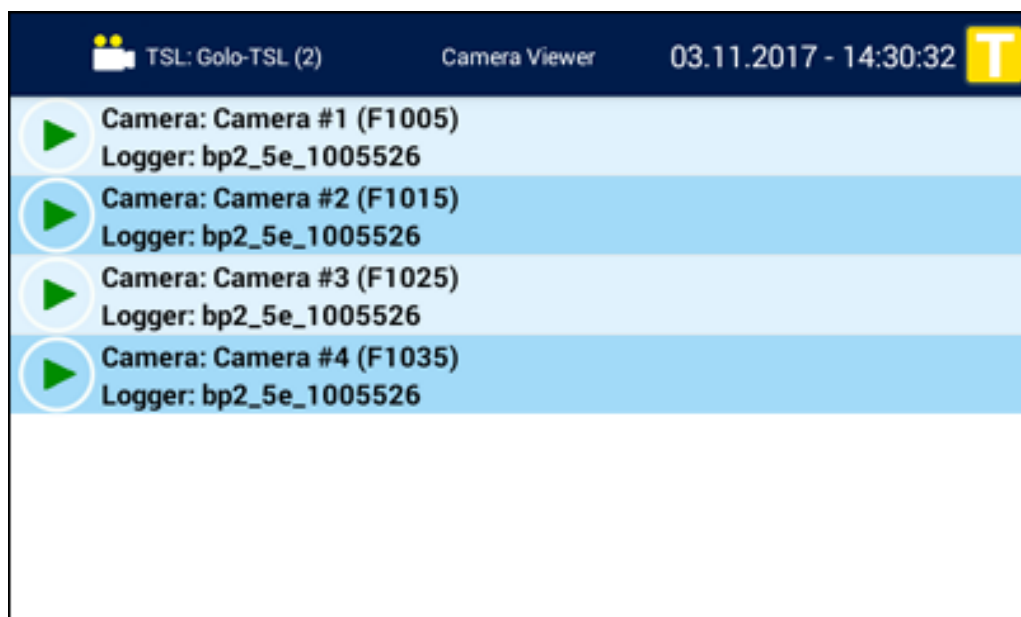 TSL: Golo-TSL (2) Camera Viewer 03.11.2017 - 14:30:32 T
Camera: Camera #1 (F1005)
Logger: bp2_5e_1005526
Camera: Camera #2 (F1015)
Logger: bp2_5e_1005526
Camera: Camera #3 (F1025)
Logger: bp2_5e_1005526
Camera: Camera #4 (F1035)
Logger: bp2_5e_1005526